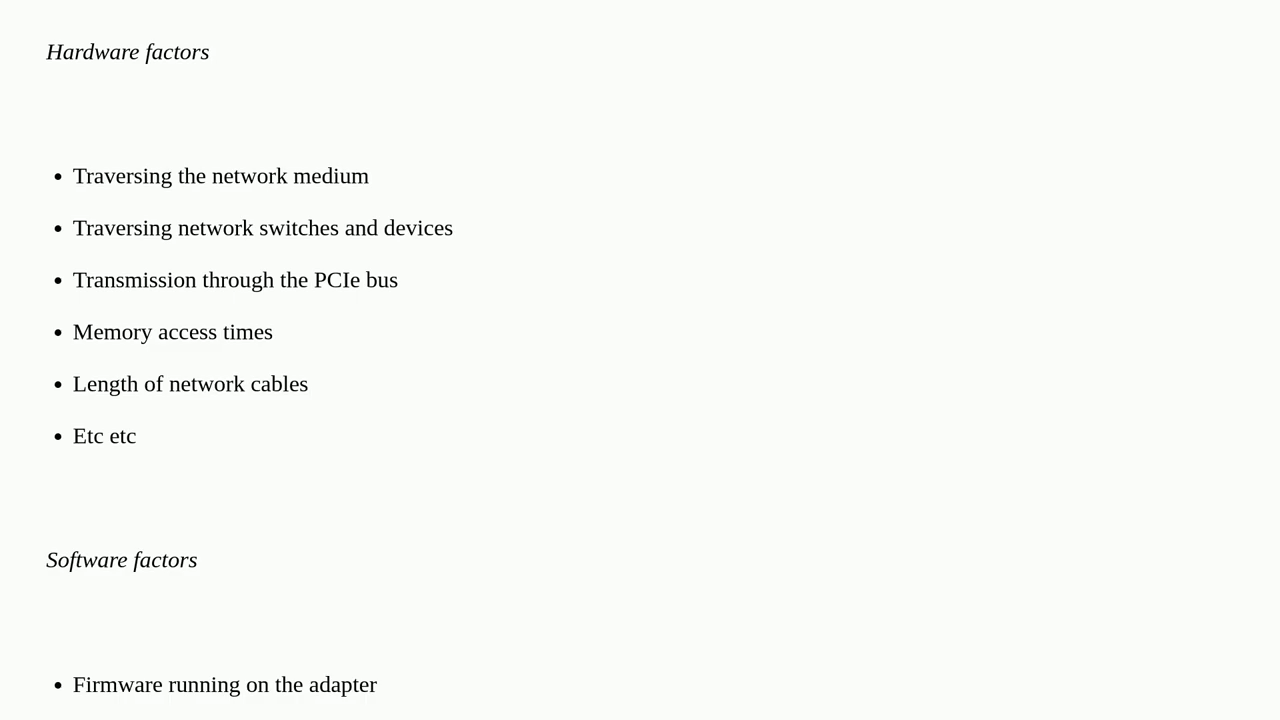 Hardware factors
• Traversing the network medium
• Traversing network switches and devices
• Transmission through the PCIe bus
• Memory access times
• Length of network cables
• Etc etc
Software factors
• Firmware running on the adapter